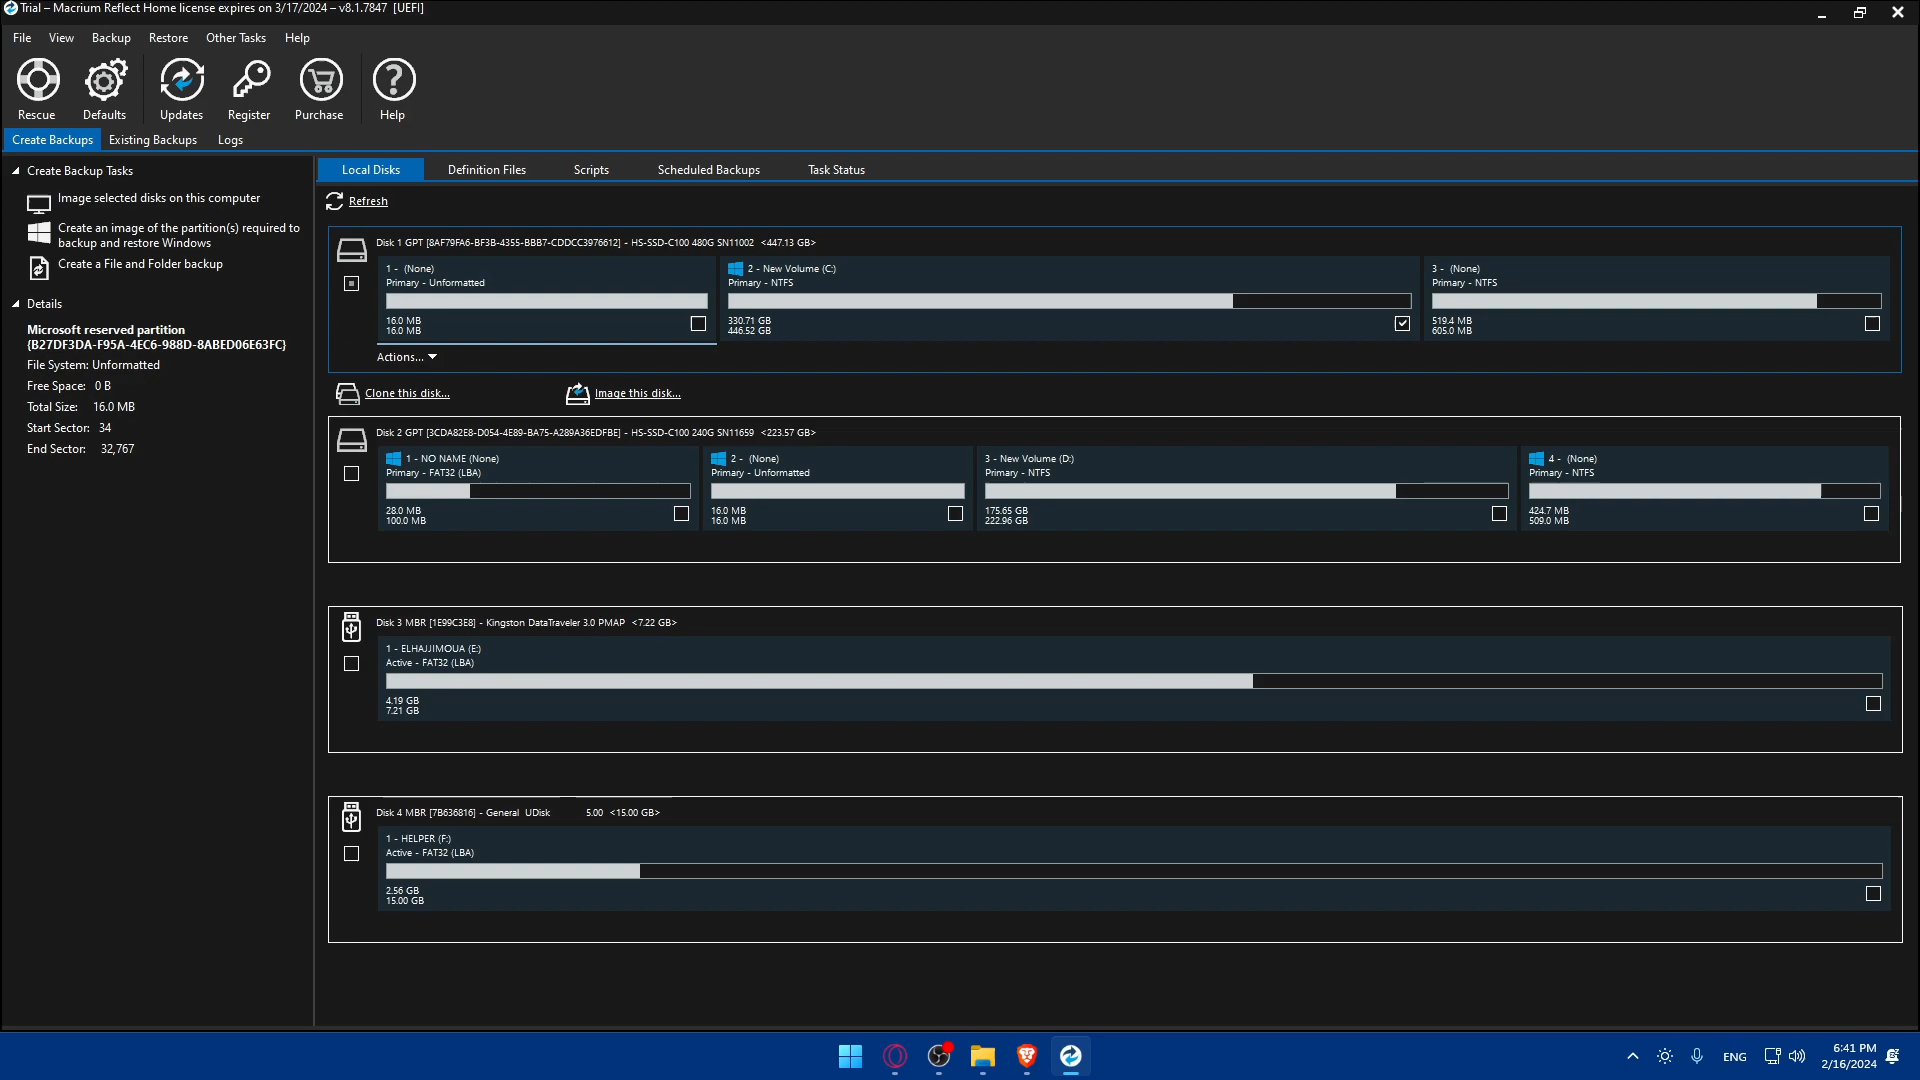 Trial – Macrium Reflect Home license expires on 3/17/2024 – v8.1.7847  [UEFI]
File View Backup Restore Other Tasks Help
Rescue Defaults Updates Register Purchase Help
Create Backups Existing Backups Logs
Create Backup Tasks
Image selected disks on this computer
Create an image of the partition(s) required to
backup and restore Windows
Create a File and Folder backup
Details
Microsoft reserved partition
{B27DF3DA-F95A-4EC6-988D-8ABED06E63FC}
File System: Unformatted
Free Space: 0 B
Total Size: 16.0 MB
Start Sector: 34
End Sector: 32,767
Local Disks Definition Files Scripts Scheduled Backups Task Status
Refresh
Disk 1 GPT [8AF79FA6-BF3B-4355-BBB7-CDDCC3976612] - HS-SSD-C100 480G SN11002 <447.13 GB>
1 - (None)
Primary - Unformatted
16.0 MB
16.0 MB
2 - New Volume (C:)
Primary - NTFS
330.71 GB
446.52 GB
3 - (None)
Primary - NTFS
519.4 MB
605.0 MB
Actions...
Clone this disk... Image this disk...
Disk 2 GPT [3CDA82E8-D054-4E89-BA75-A289A36EDFBE] - HS-SSD-C100 240G SN11659 <223.57 GB>
1 - NO NAME (None)
Primary - FAT32 (LBA)
28.0 MB
100.0 MB
2 - (None)
Primary - Unformatted
16.0 MB
16.0 MB
3 - New Volume (D:)
Primary - NTFS
175.65 GB
222.96 GB
4 - (None)
Primary - NTFS
424.7 MB
509.0 MB
Disk 3 MBR [1E99C3E8] - Kingston DataTraveler 3.0 PMAP <7.22 GB>
1 - ELHAJJIMOUA (E:)
Active - FAT32 (LBA)
4.19 GB
7.21 GB
Disk 4 MBR [7B636816] - General UDisk 5.00 <15.00 GB>
1 - HELPER (F:)
Active - FAT32 (LBA)
2.56 GB
15.00 GB
ENG
6:41 PM
2/16/2024